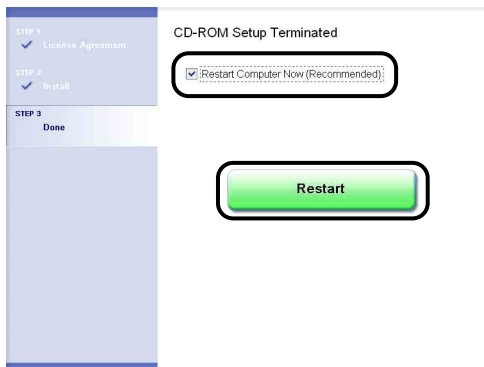 STEP 1
License Agreement
STEP 2
Install
STEP 3
Done
CD-ROM Setup Terminated
Restart Computer Now (Recommended)
Restart